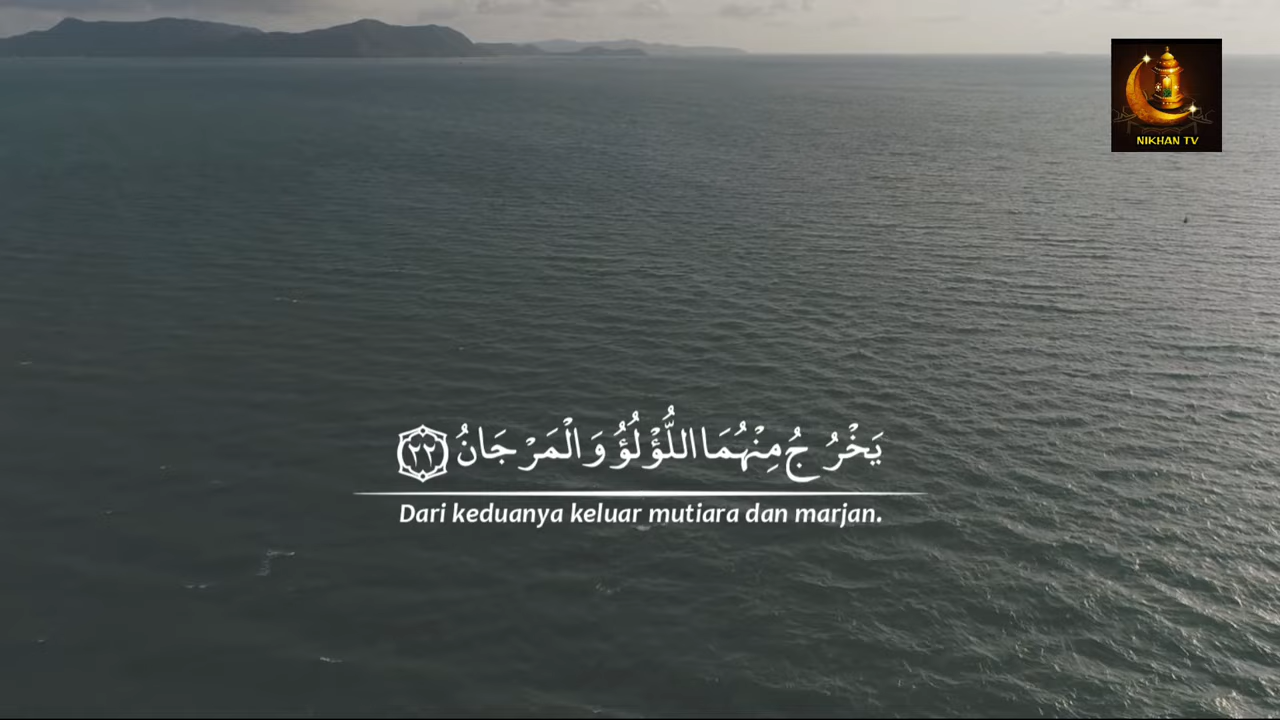 NIKHAN TV
يَخْرُجُ مِنْهُمَا اللُّؤْلُؤُ وَالْمَرْجَانُ ٢٢
Dari keduanya keluar mutiara dan marjan.